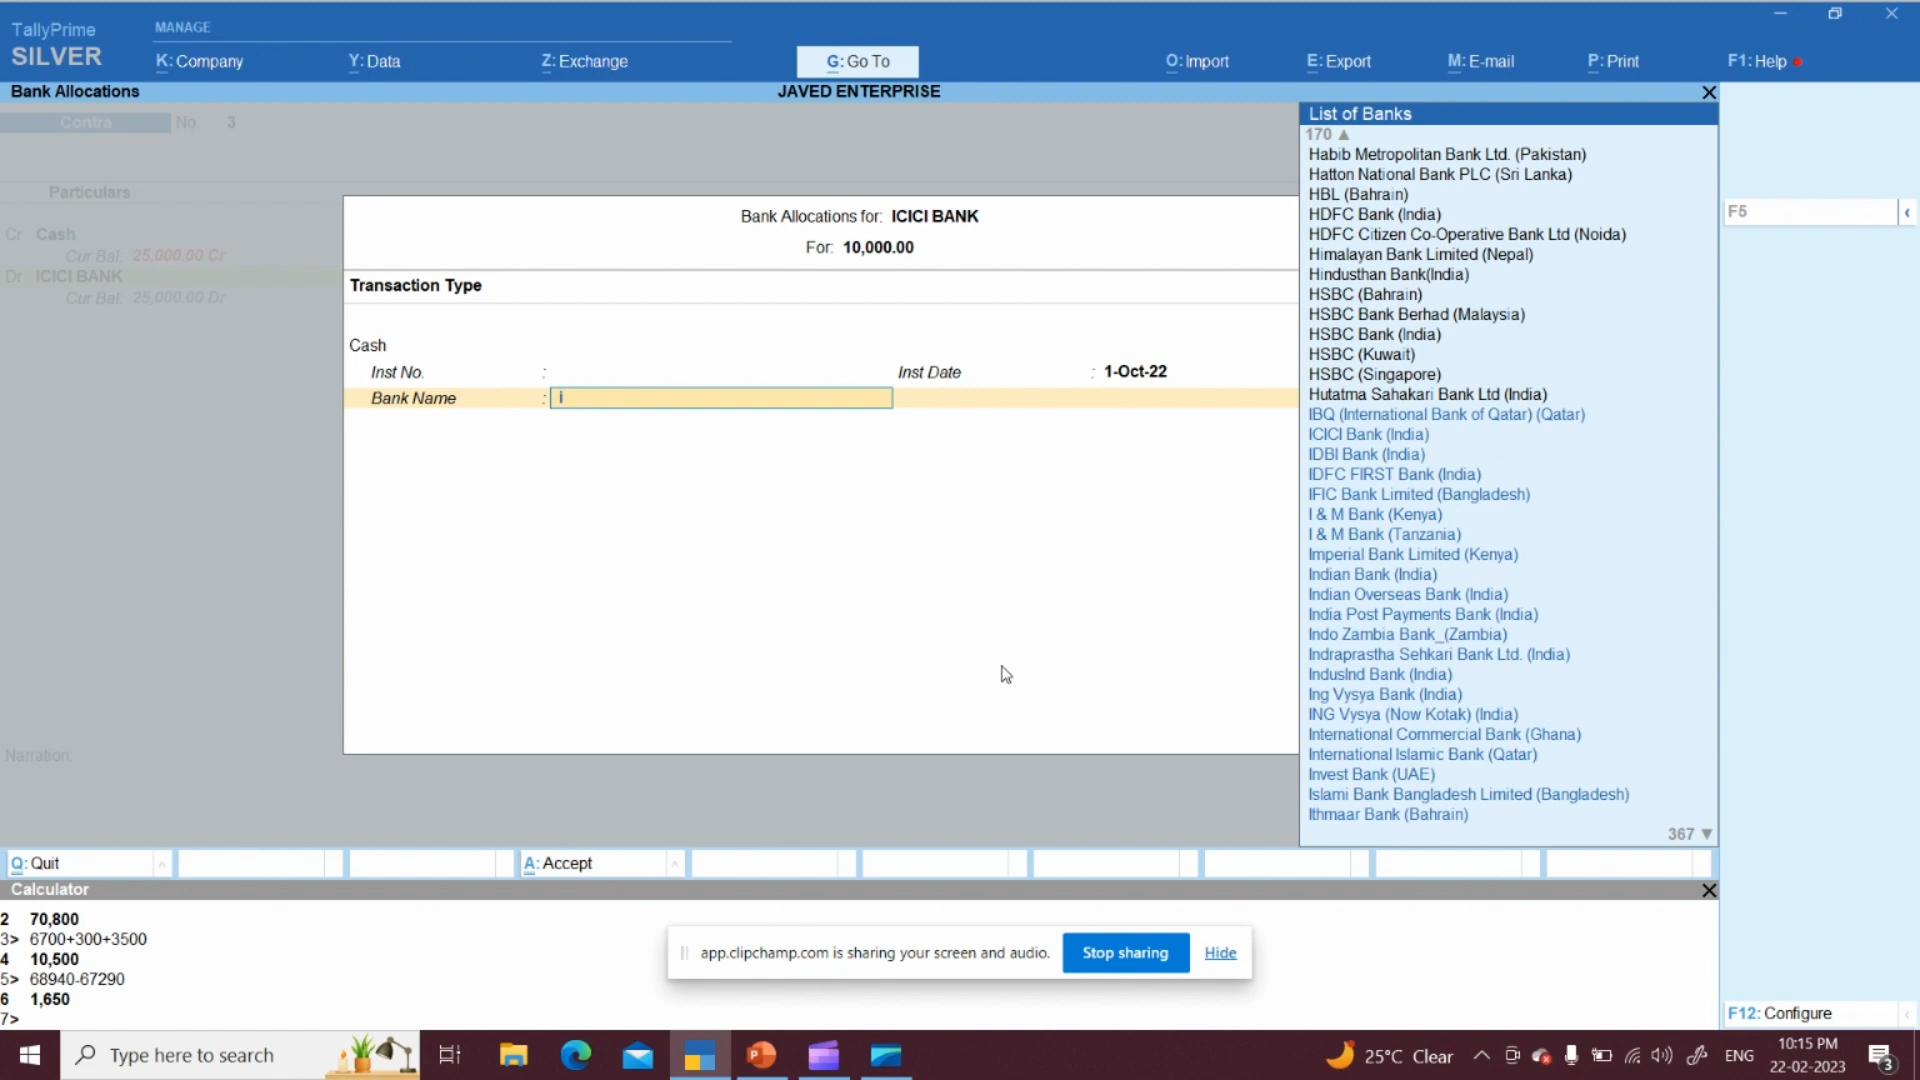 TallyPrime
SILVER
MANAGE
K: Company
Y: Data
Z: Exchange
G: Go To
O: Import
E: Export
M: E-mail
P: Print
F1: Help
Bank Allocations
JAVED ENTERPRISE
Contra No. 3
Particulars
Cr Cash
Cur Bal: 25,000.00 Cr
Dr ICICI BANK
Cur Bal: 25,000.00 Dr
Narration:
Bank Allocations for: ICICI BANK
For: 10,000.00
Transaction Type
Cash
Inst No. :
Inst Date : 1-Oct-22
Bank Name : i
List of Banks
170 ▲
Habib Metropolitan Bank Ltd. (Pakistan)
Hatton National Bank PLC (Sri Lanka)
HBL (Bahrain)
HDFC Bank (India)
HDFC Citizen Co-Operative Bank Ltd (Noida)
Himalayan Bank Limited (Nepal)
Hindusthan Bank(India)
HSBC (Bahrain)
HSBC Bank Berhad (Malaysia)
HSBC Bank (India)
HSBC (Kuwait)
HSBC (Singapore)
Hutatma Sahakari Bank Ltd (India)
IBQ (International Bank of Qatar) (Qatar)
ICICI Bank (India)
IDBI Bank (India)
IDFC FIRST Bank (India)
IFIC Bank Limited (Bangladesh)
I & M Bank (Kenya)
I & M Bank (Tanzania)
Imperial Bank Limited (Kenya)
Indian Bank (India)
Indian Overseas Bank (India)
India Post Payments Bank (India)
Indo Zambia Bank_(Zambia)
Indraprastha Sehkari Bank Ltd. (India)
IndusInd Bank (India)
Ing Vysya Bank (India)
ING Vysya (Now Kotak) (India)
International Commercial Bank (Ghana)
International Islamic Bank (Qatar)
Invest Bank (UAE)
Islami Bank Bangladesh Limited (Bangladesh)
Ithmaar Bank (Bahrain)
367 ▼
F5
F12: Configure
Q: Quit
A: Accept
Calculator
2 70,800
3> 6700+300+3500
4 10,500
5> 68940-67290
6 1,650
7>
app.clipchamp.com is sharing your screen and audio.
Stop sharing
Hide
Type here to search
25°C Clear
ENG
10:15 PM
22-02-2023
3